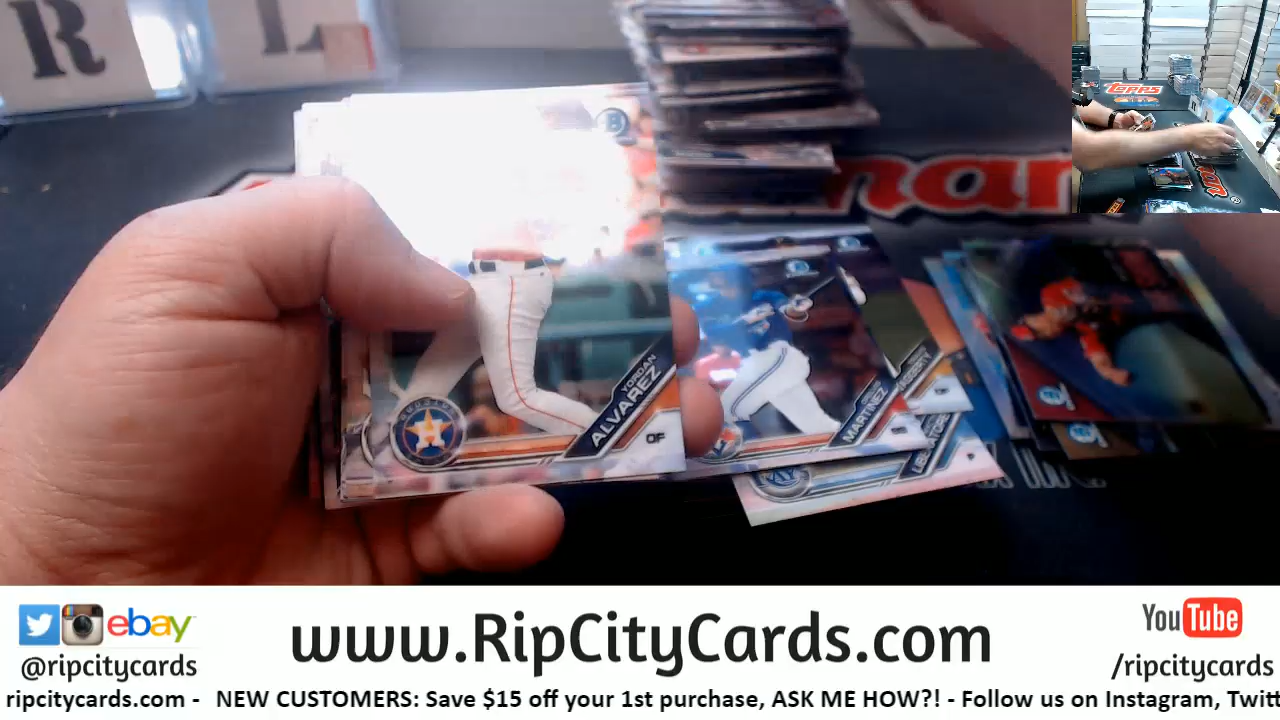 R L
TOPPS
YORDAN
ALVAREZ
OF
MARTINEZ
www.RipCityCards.com
ebay
@ripcitycards
YouTube
/ripcitycards
ripcitycards.com - NEW CUSTOMERS: Save $15 off your 1st purchase, ASK ME HOW?! - Follow us on Instagram, Twitt